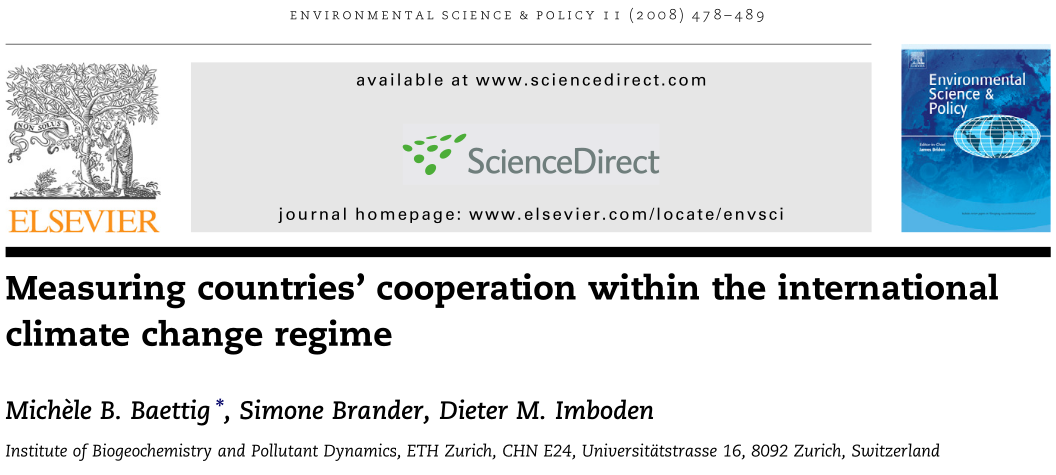 ENVIRONMENTAL SCIENCE & POLICY 11 (2008) 478–489
available at www.sciencedirect.com
ScienceDirect
journal homepage: www.elsevier.com/locate/envsci
NON SOLUS
ELSEVIER
Environmental
Science &
Policy
Measuring countries’ cooperation within the international
climate change regime
Michèle B. Baettig*, Simone Brander, Dieter M. Imboden
Institute of Biogeochemistry and Pollutant Dynamics, ETH Zurich, CHN E24, Universitätstrasse 16, 8092 Zurich, Switzerland